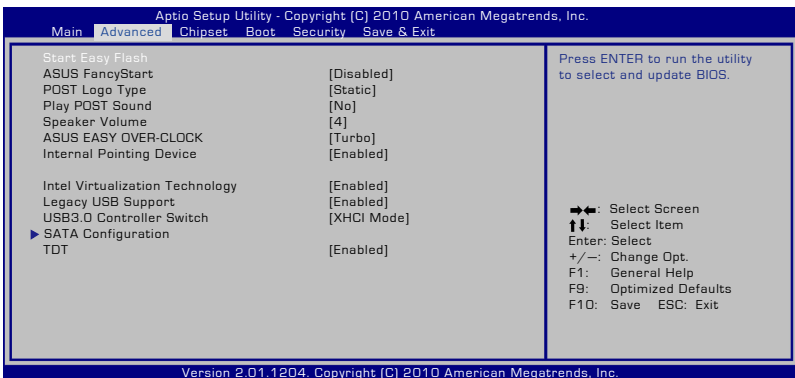 Aptio Setup Utility - Copyright (C) 2010 American Megatrends, Inc.
Main Advanced Chipset Boot Security Save & Exit
Start Easy Flash
ASUS FancyStart [Disabled]
POST Logo Type [Static]
Play POST Sound [No]
Speaker Volume [4]
ASUS EASY OVER-CLOCK [Turbo]
Internal Pointing Device [Enabled]
Intel Virtualization Technology [Enabled]
Legacy USB Support [Enabled]
USB3.0 Controller Switch [XHCI Mode]
SATA Configuration
TDT [Enabled]
Press ENTER to run the utility
to select and update BIOS.
: Select Screen
: Select Item
Enter: Select
+/—: Change Opt.
F1: General Help
F9: Optimized Defaults
F10: Save ESC: Exit
Version 2.01.1204. Copyright (C) 2010 American Megatrends, Inc.